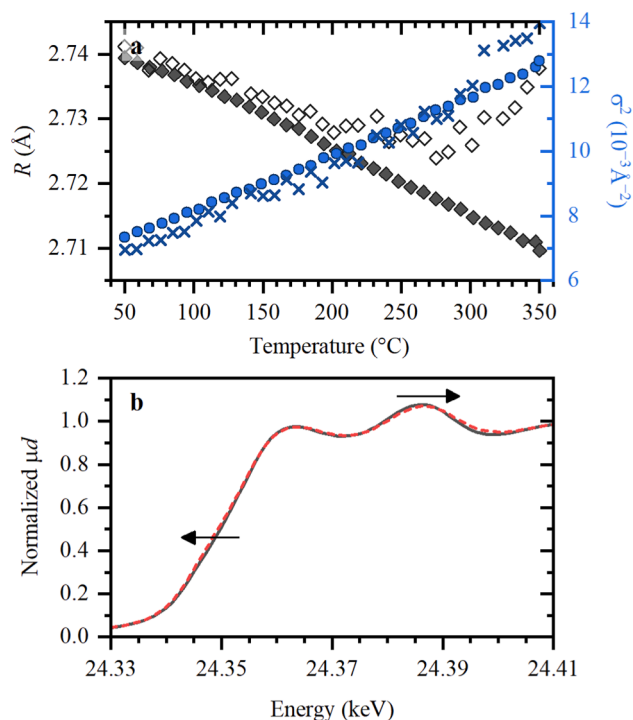 14
2.74
a
12
2.73
R (Å)
10
σ² (10⁻³ Å⁻²)
2.72
8
2.71
6
50 100 150 200 250 300 350
Temperature (°C)
1.2
b
1.0
0.8
Normalized μd
0.6
0.4
0.2
0.0
24.33 24.35 24.37 24.39 24.41
Energy (keV)